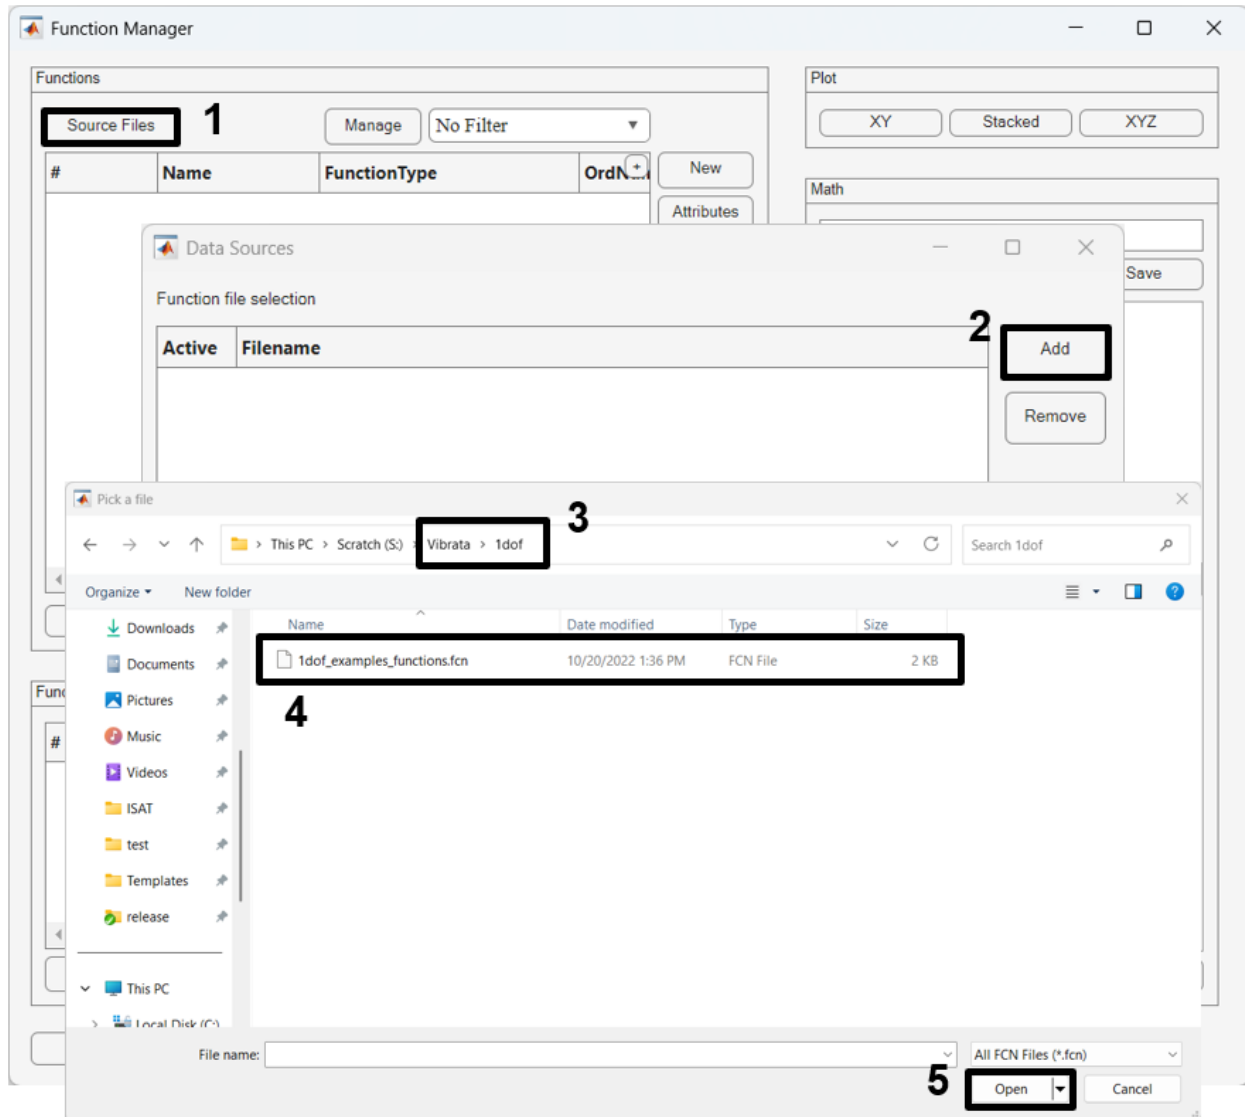 Function Manager
Functions
Plot
Source Files 1 Manage No Filter
XY Stacked XYZ
# Name FunctionType
+ New
Math
Attributes
Data Sources
Save
Function file selection
2
Active Filename
Add
Remove
Pick a file
3
This PC > Scratch (S:) > Vibrata > 1dof
Search 1dof
Organize New folder
Downloads
Name Date modified Type Size
1dof_examples_functions.fcn 10/20/2022 1:36 PM FCN File 2 KB
Documents
4
Pictures
#
Music
Videos
ISAT
test
Templates
release
This PC
Local Disk (C:)
File name:
All FCN Files (*.fcn)
5
Open Cancel